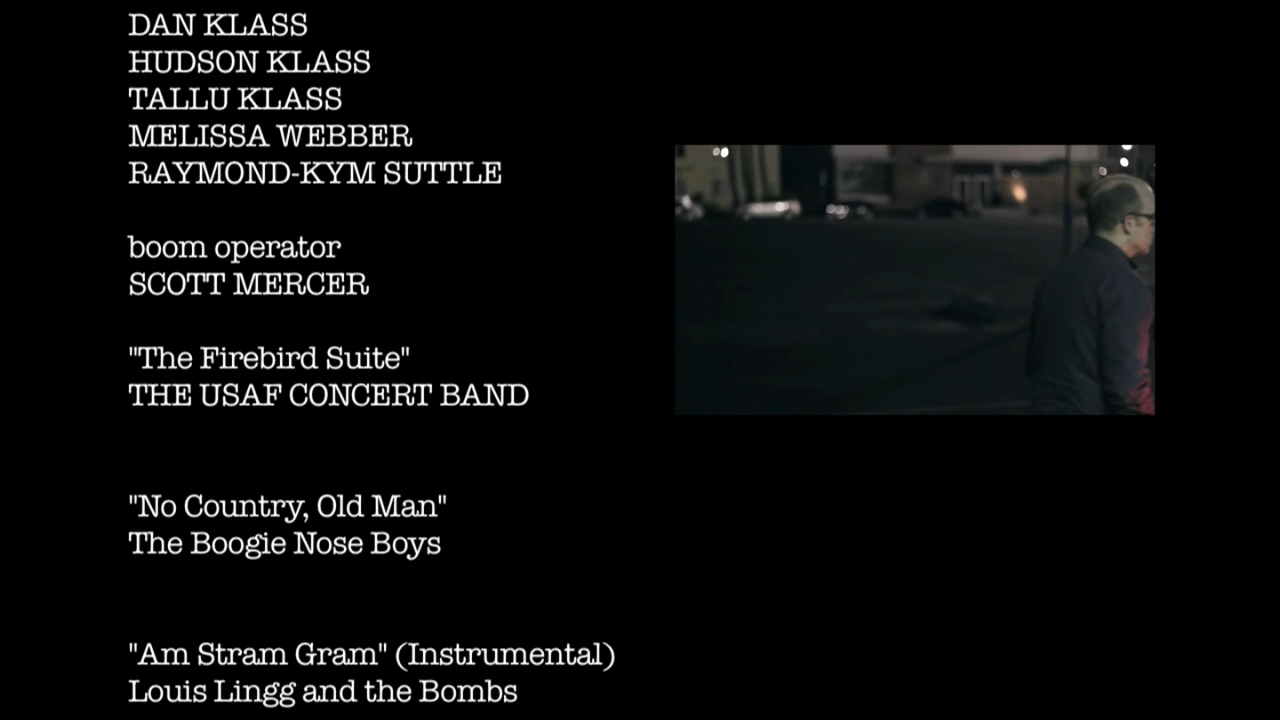 DAN KLASS
HUDSON KLASS
TALLU KLASS
MELISSA WEBBER
RAYMOND-KYM SUTTLE
boom operator
SCOTT MERCER
"The Firebird Suite"
THE USAF CONCERT BAND
"No Country, Old Man"
The Boogie Nose Boys
"Am Stram Gram" (Instrumental)
Louis Lingg and the Bombs